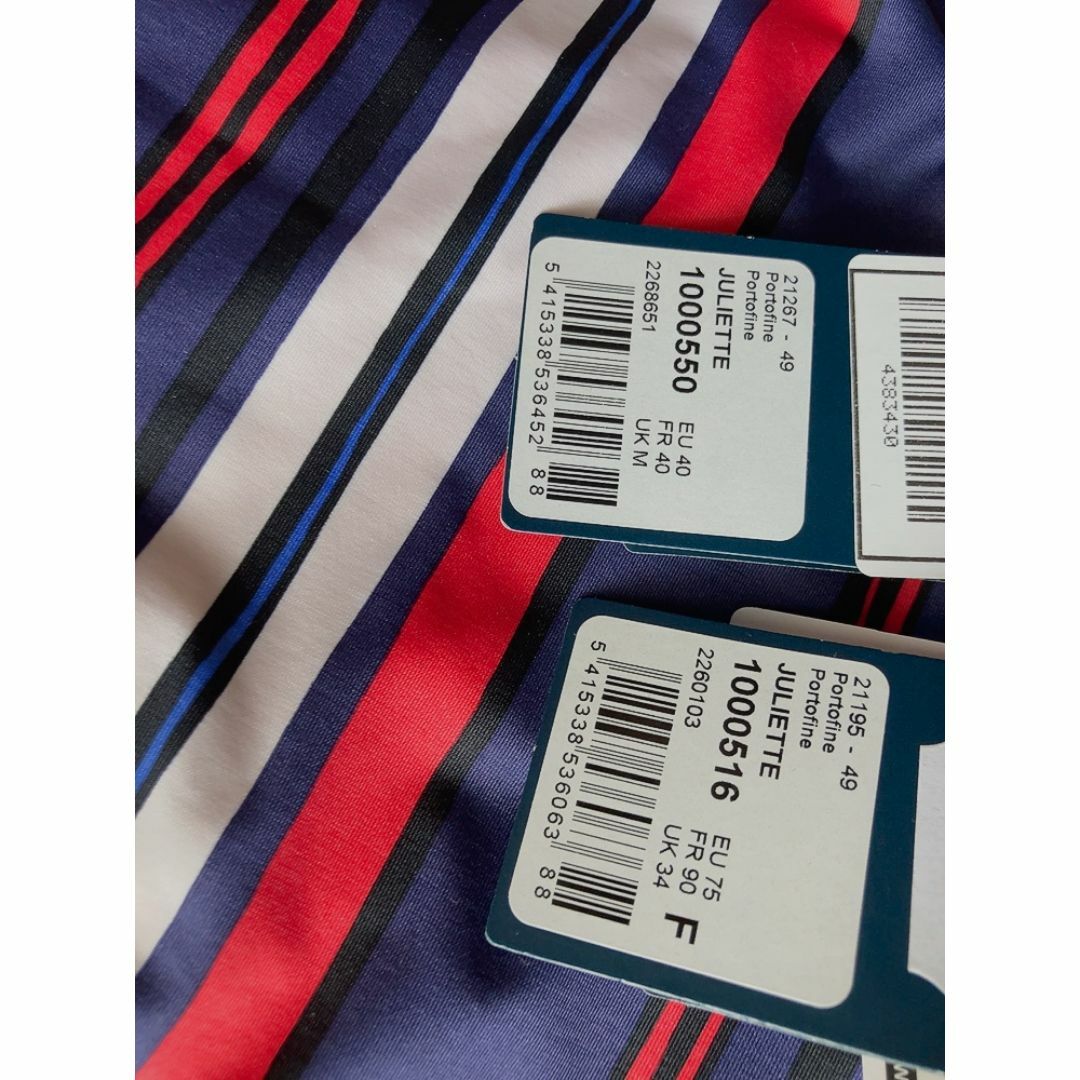 21267 - 49
Portofine
Portofine
JULIETTE
1000550
EU 40
FR 40
UK M
2268651
5 415338 536452 88
4383430
21195 - 49
Portofine
Portofine
JULIETTE
1000516
EU 75
FR 90
UK 34
F
2260103
5 415338 536063 88